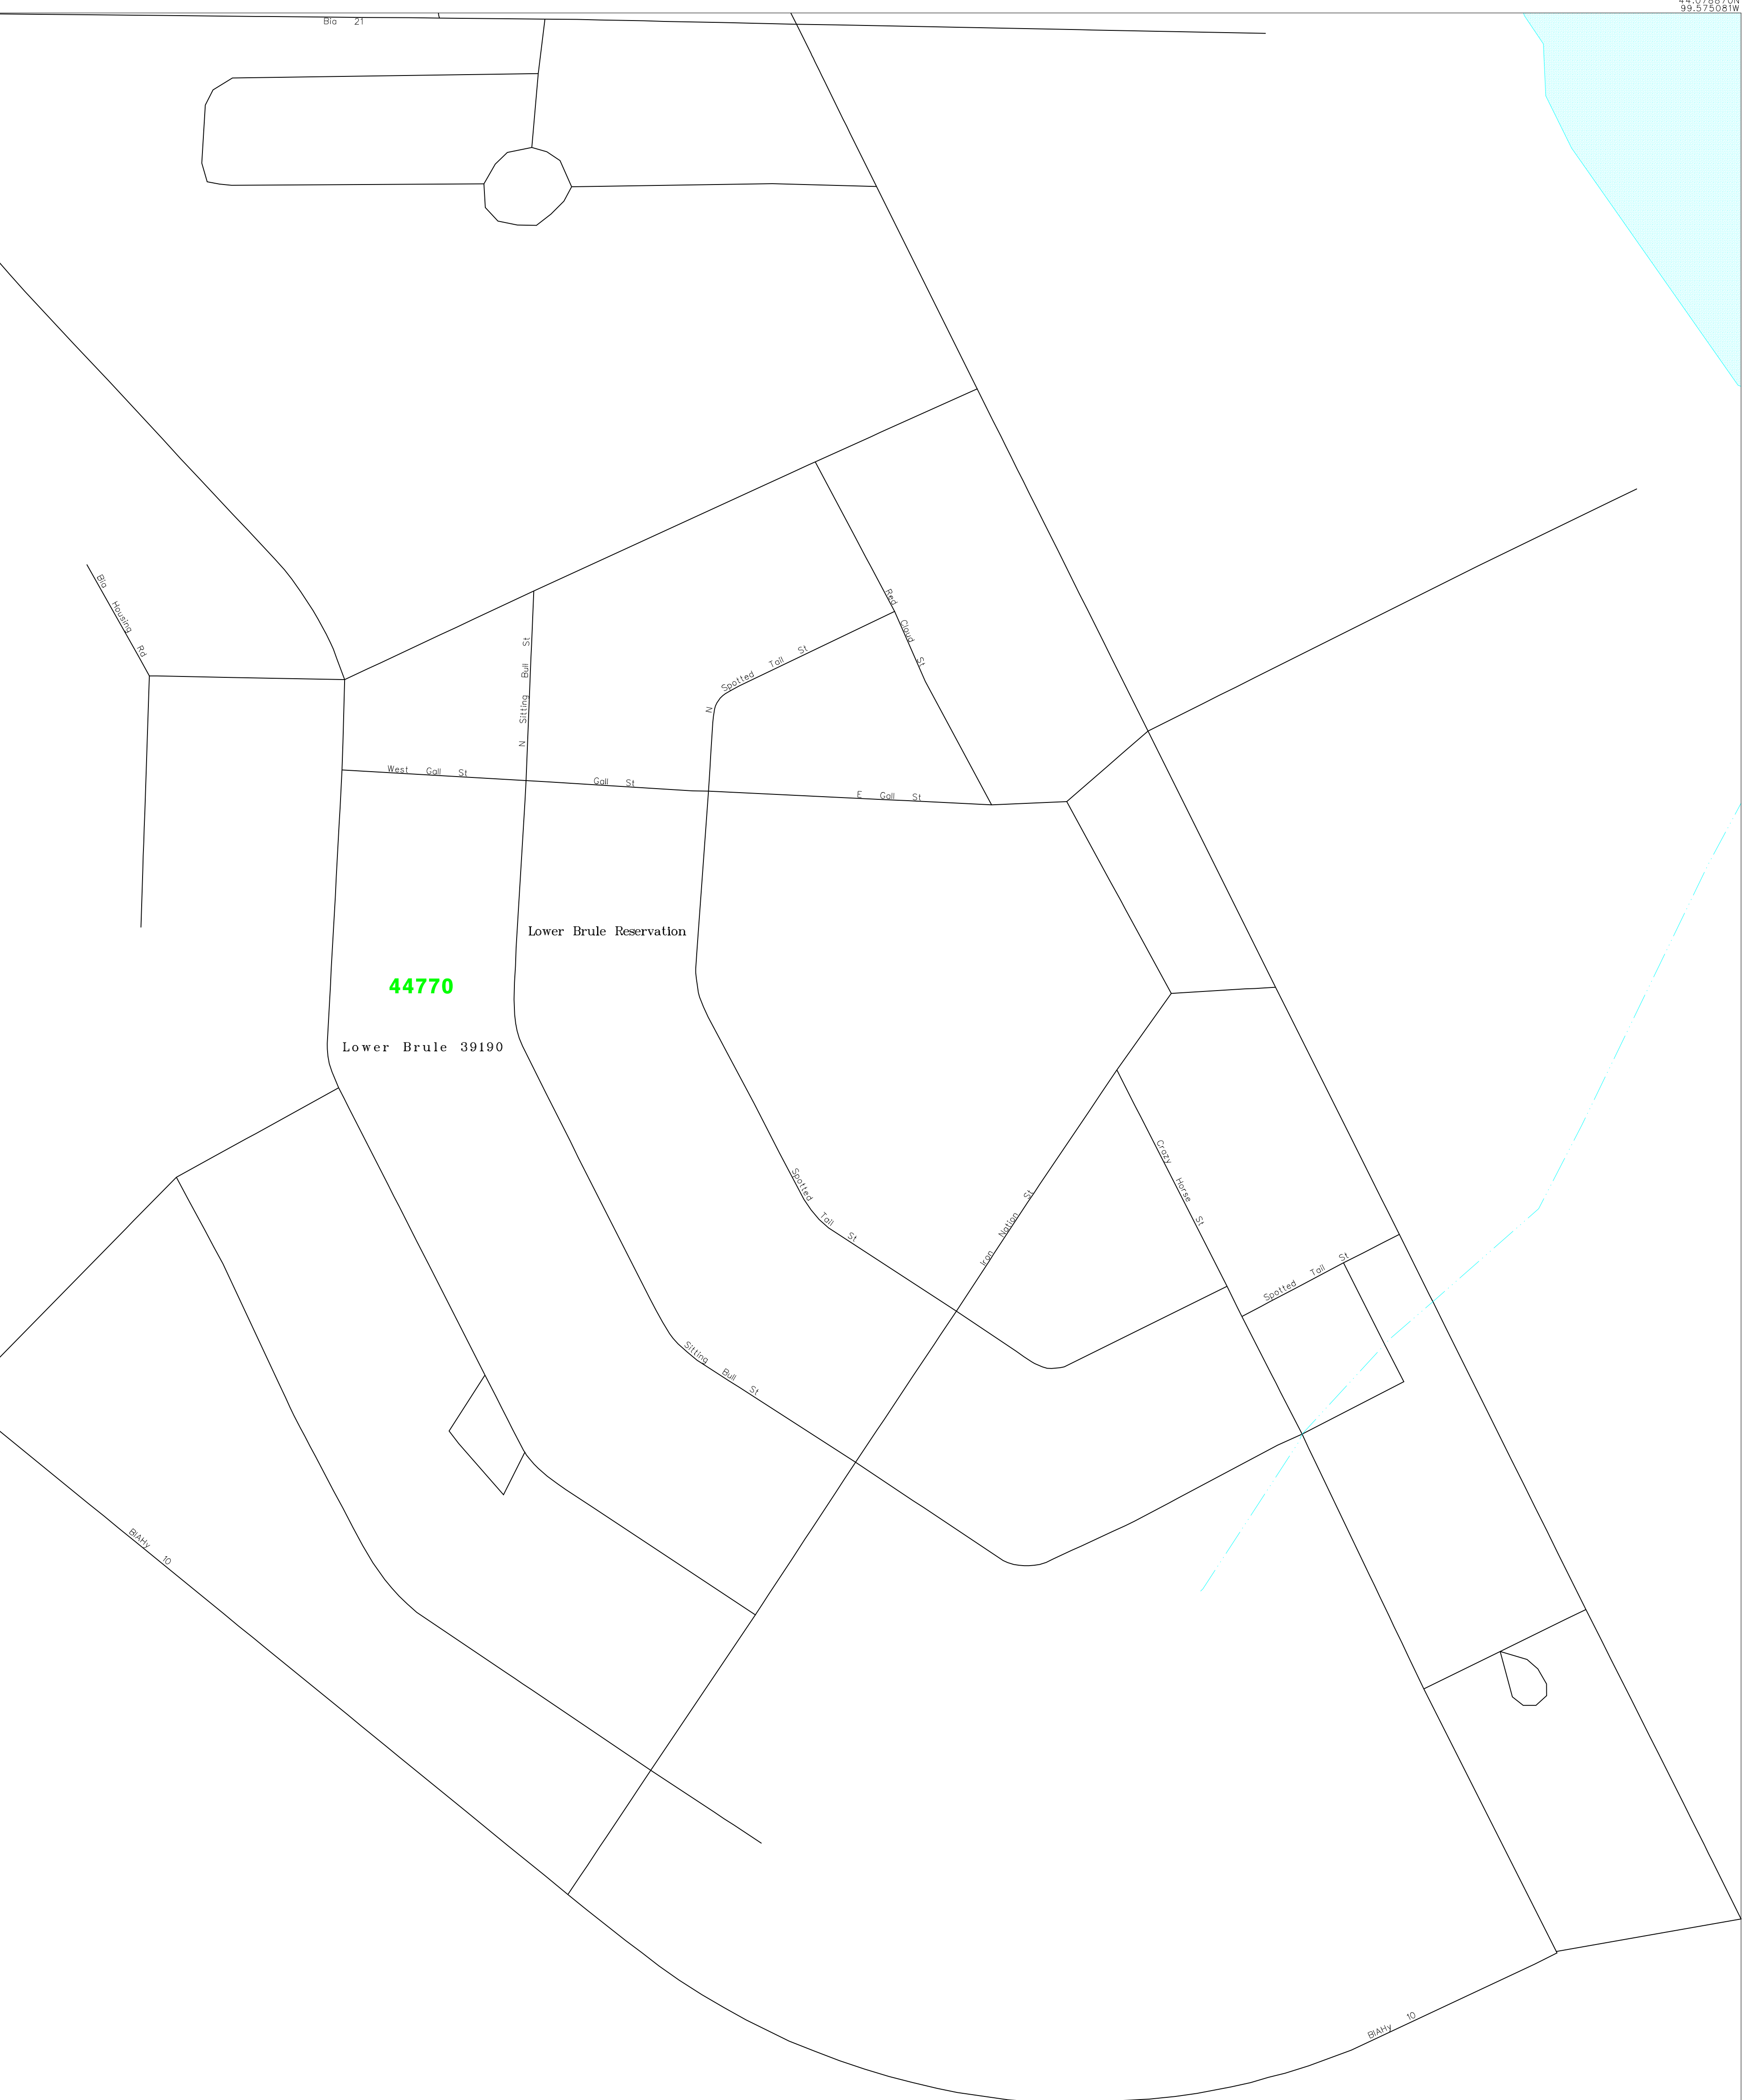 44.078870N
99.575081W
Bia 21
Bia Housing Rd
N Sitting Bull St
Red Cloud St
N Spotted Tail St
West Gall St
Gall St
E Gall St
Lower Brule Reservation
44770
Lower Brule 39190
Crazy Horse St
Spotted Tail St
Iron Nation St
Spotted Tail St
Sitting Bull St
BIAHy 10
BIAHy 10